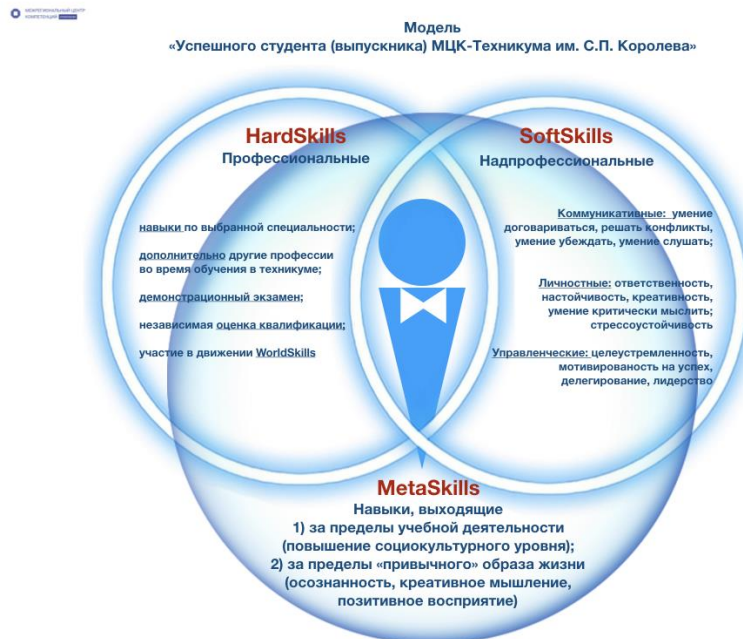 МЕЖРЕГИОНАЛЬНЫЙ ЦЕНТР
КОМПЕТЕНЦИЙ
Модель
«Успешного студента (выпускника) МЦК-Техникума им. С.П. Королева»
HardSkills
Профессиональные
навыки по выбранной специальности;
дополнительно другие профессии
во время обучения в техникуме;
демонстрационный экзамен;
независимая оценка квалификации;
участие в движении WorldSkills
SoftSkills
Надпрофессиональные
Коммуникативные: умение
договариваться, решать конфликты,
умение убеждать, умение слушать;
Личностные: ответственность,
настойчивость, креативность,
умение критически мыслить;
стрессоустойчивость
Управленческие: целеустремленность,
мотивированость на успех,
делегирование, лидерство
MetaSkills
Навыки, выходящие
1) за пределы учебной деятельности
(повышение социокультурного уровня);
2) за пределы «привычного» образа жизни
(осознанность, креативное мышление,
позитивное восприятие)